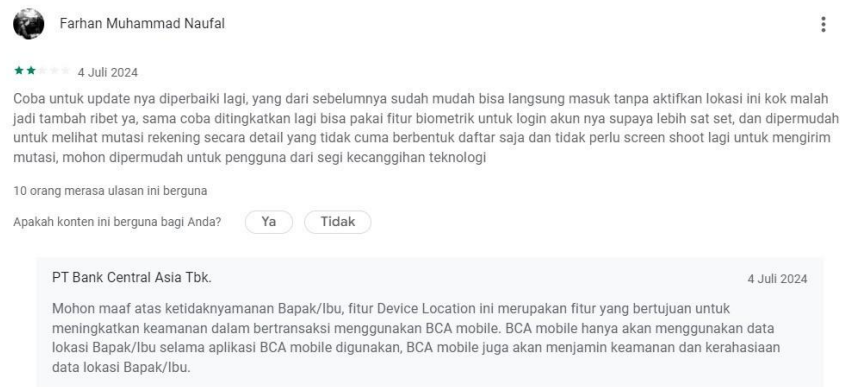 Farhan Muhammad Naufal
4 Juli 2024
Coba untuk update nya diperbaiki lagi, yang dari sebelumnya sudah mudah bisa langsung masuk tanpa aktifkan lokasi ini kok malah
jadi tambah ribet ya, sama coba ditingkatkan lagi bisa pakai fitur biometrik untuk login akun nya supaya lebih sat set, dan dipermudah
untuk melihat mutasi rekening secara detail yang tidak cuma berbentuk daftar saja dan tidak perlu screen shoot lagi untuk mengirim
mutasi, mohon dipermudah untuk pengguna dari segi kecanggihan teknologi
10 orang merasa ulasan ini berguna
Apakah konten ini berguna bagi Anda? Ya Tidak
PT Bank Central Asia Tbk. 4 Juli 2024
Mohon maaf atas ketidaknyamanan Bapak/Ibu, fitur Device Location ini merupakan fitur yang bertujuan untuk
meningkatkan keamanan dalam bertransaksi menggunakan BCA mobile. BCA mobile hanya akan menggunakan data
lokasi Bapak/Ibu selama aplikasi BCA mobile digunakan, BCA mobile juga akan menjamin keamanan dan kerahasiaan
data lokasi Bapak/Ibu.